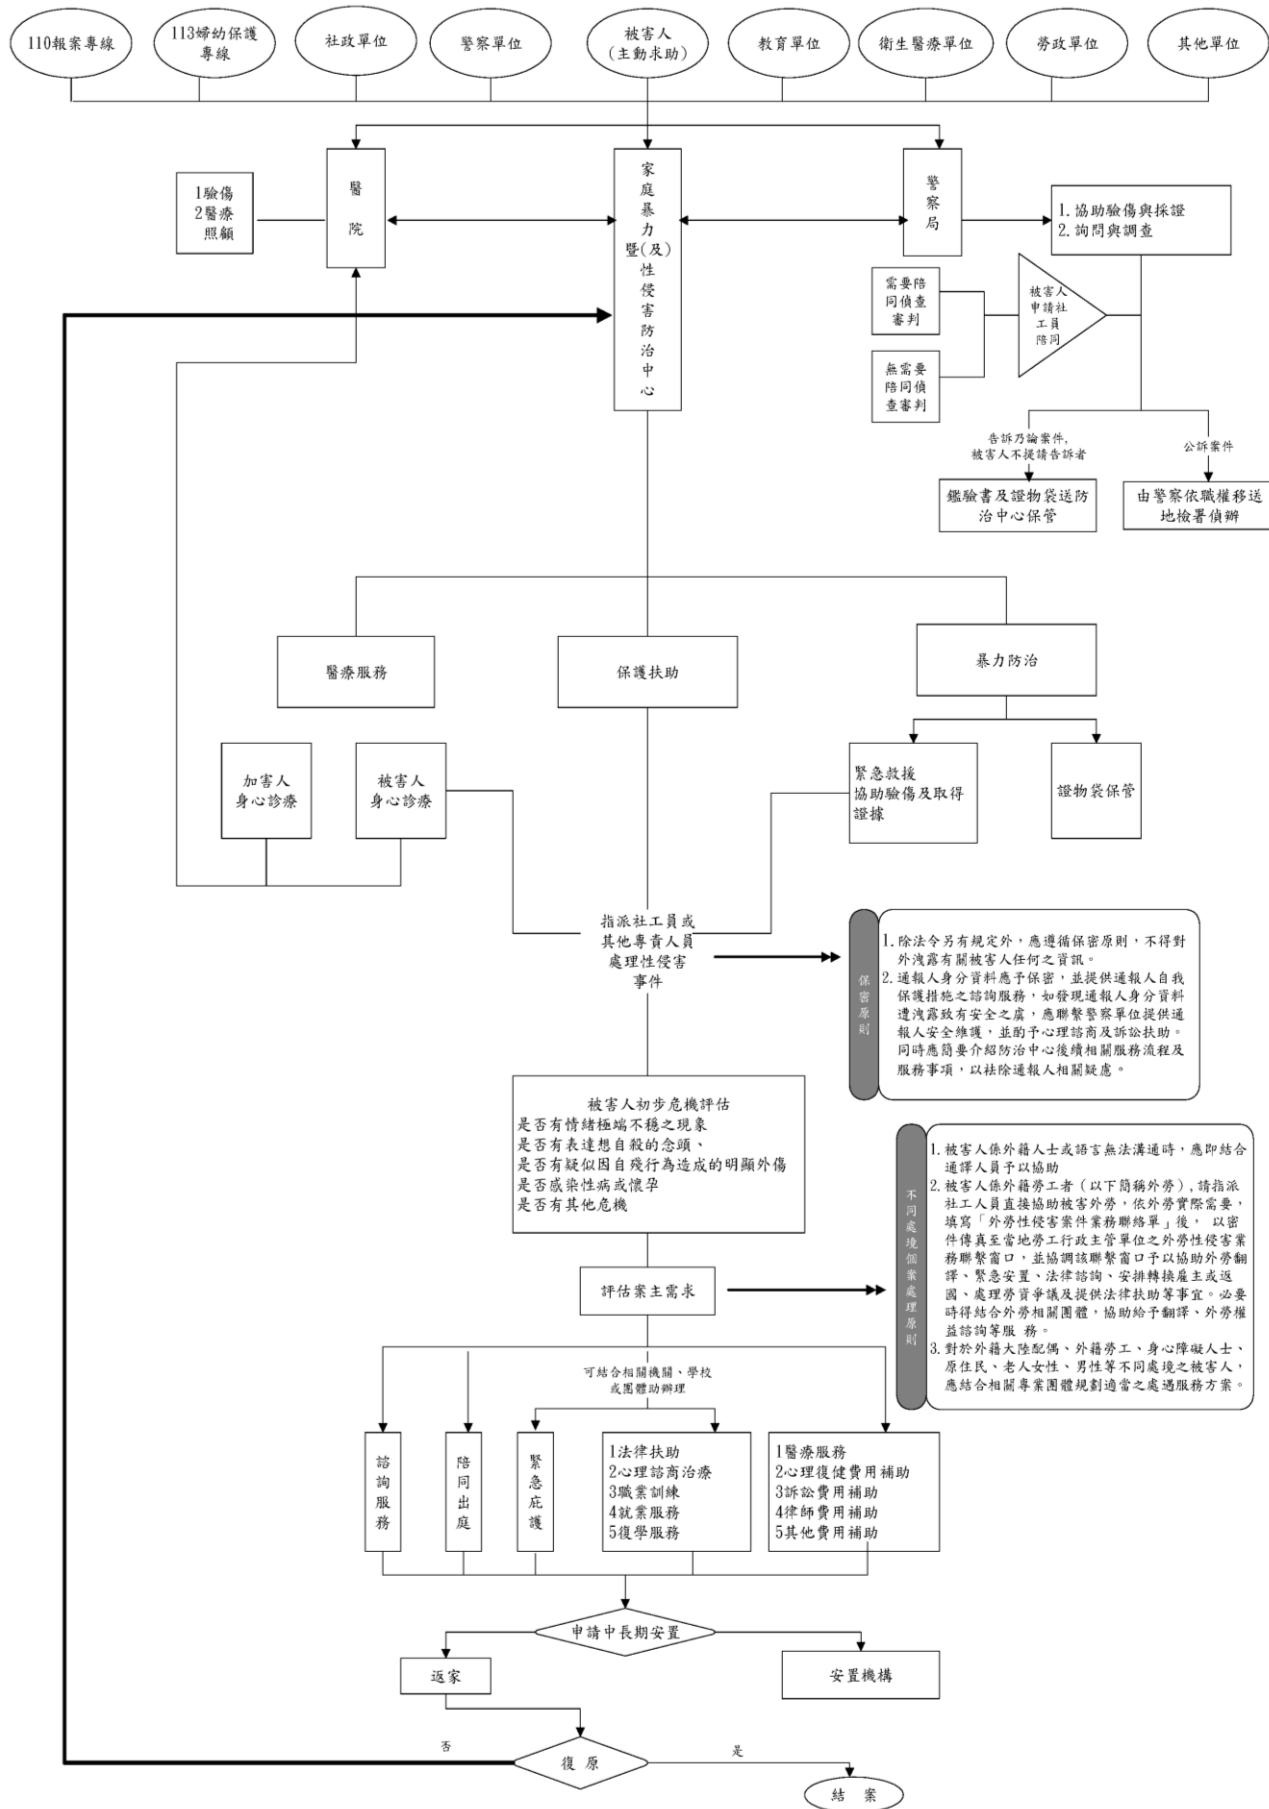 110報案專線
113婦幼保護
專線
社政單位
警察單位
被害人
(主動求助)
教育單位
衛生醫療單位
勞政單位
其他單位
1驗傷
2醫療
照顧
醫
院
家
庭
暴
力
暨(及)
性
侵
害
防
治
中
心
警
察
局
1. 協助驗傷與採證
2. 詢問與調查
需要陪
同偵查
審判
無需要
陪同偵
查審判
被害人
申請社
工員
陪同
告訴乃論案件,
被害人不提請告訴者
公訴案件
鑑驗書及證物袋送防
治中心保管
由警察依職權移送
地檢署偵辦
醫療服務
保護扶助
暴力防治
加害人
身心診療
被害人
身心診療
緊急救援
協助驗傷及取得
證據
證物袋保管
指派社工員或
其他專責人員
處理性侵害
事件
保密原則
1. 除法令另有規定外，應遵循保密原則，不得對
外洩露有關被害人任何之資訊。
2. 通報人身分資料應予保密，並提供通報人自我
保護措施之諮詢服務，如發現通報人身分資料
遭洩露致有安全之虞，應聯繫警察單位提供通
報人安全維護，並酌予心理諮商及訴訟扶助。
同時應簡要介紹防治中心後續相關服務流程及
服務事項，以袪除通報人相關疑慮。
被害人初步危機評估
是否有情緒極端不穩之現象
是否有表達想自殺的念頭、
是否有疑似因自殘行為造成的明顯外傷
是否感染性病或懷孕
是否有其他危機
不同處境個案處理原則
1. 被害人係外籍人士或語言無法溝通時，應即結合
通譯人員予以協助
2. 被害人係外籍勞工者（以下簡稱外勞）,請指派
社工人員直接協助被害外勞，依外勞實際需要，
填寫「外勞性侵害案件業務聯絡單」後， 以密
件傳真至當地勞工行政主管單位之外勞性侵害業
務聯繫窗口，並協調該聯繫窗口予以協助外勞翻
譯、緊急安置、法律諮詢、安排轉換雇主或返
國、處理勞資爭議及提供法律扶助等事宜。必要
時得結合外勞相關團體，協助給予翻譯、外勞權
益諮詢等服 務。
3. 對於外籍大陸配偶、外籍勞工、身心障礙人士、
原住民、老人女性、男性等不同處境之被害人，
應結合相關專業團體規劃適當之處遇服務方案。
評估案主需求
可結合相關機關、學校
或團體助辦理
諮
詢
服
務
陪
同
出
庭
緊
急
庇
護
1法律扶助
2心理諮商治療
3職業訓練
4就業服務
5復學服務
1醫療服務
2心理復健費用補助
3訴訟費用補助
4律師費用補助
5其他費用補助
申請中長期安置
返家
安置機構
否
復 原
是
結 案